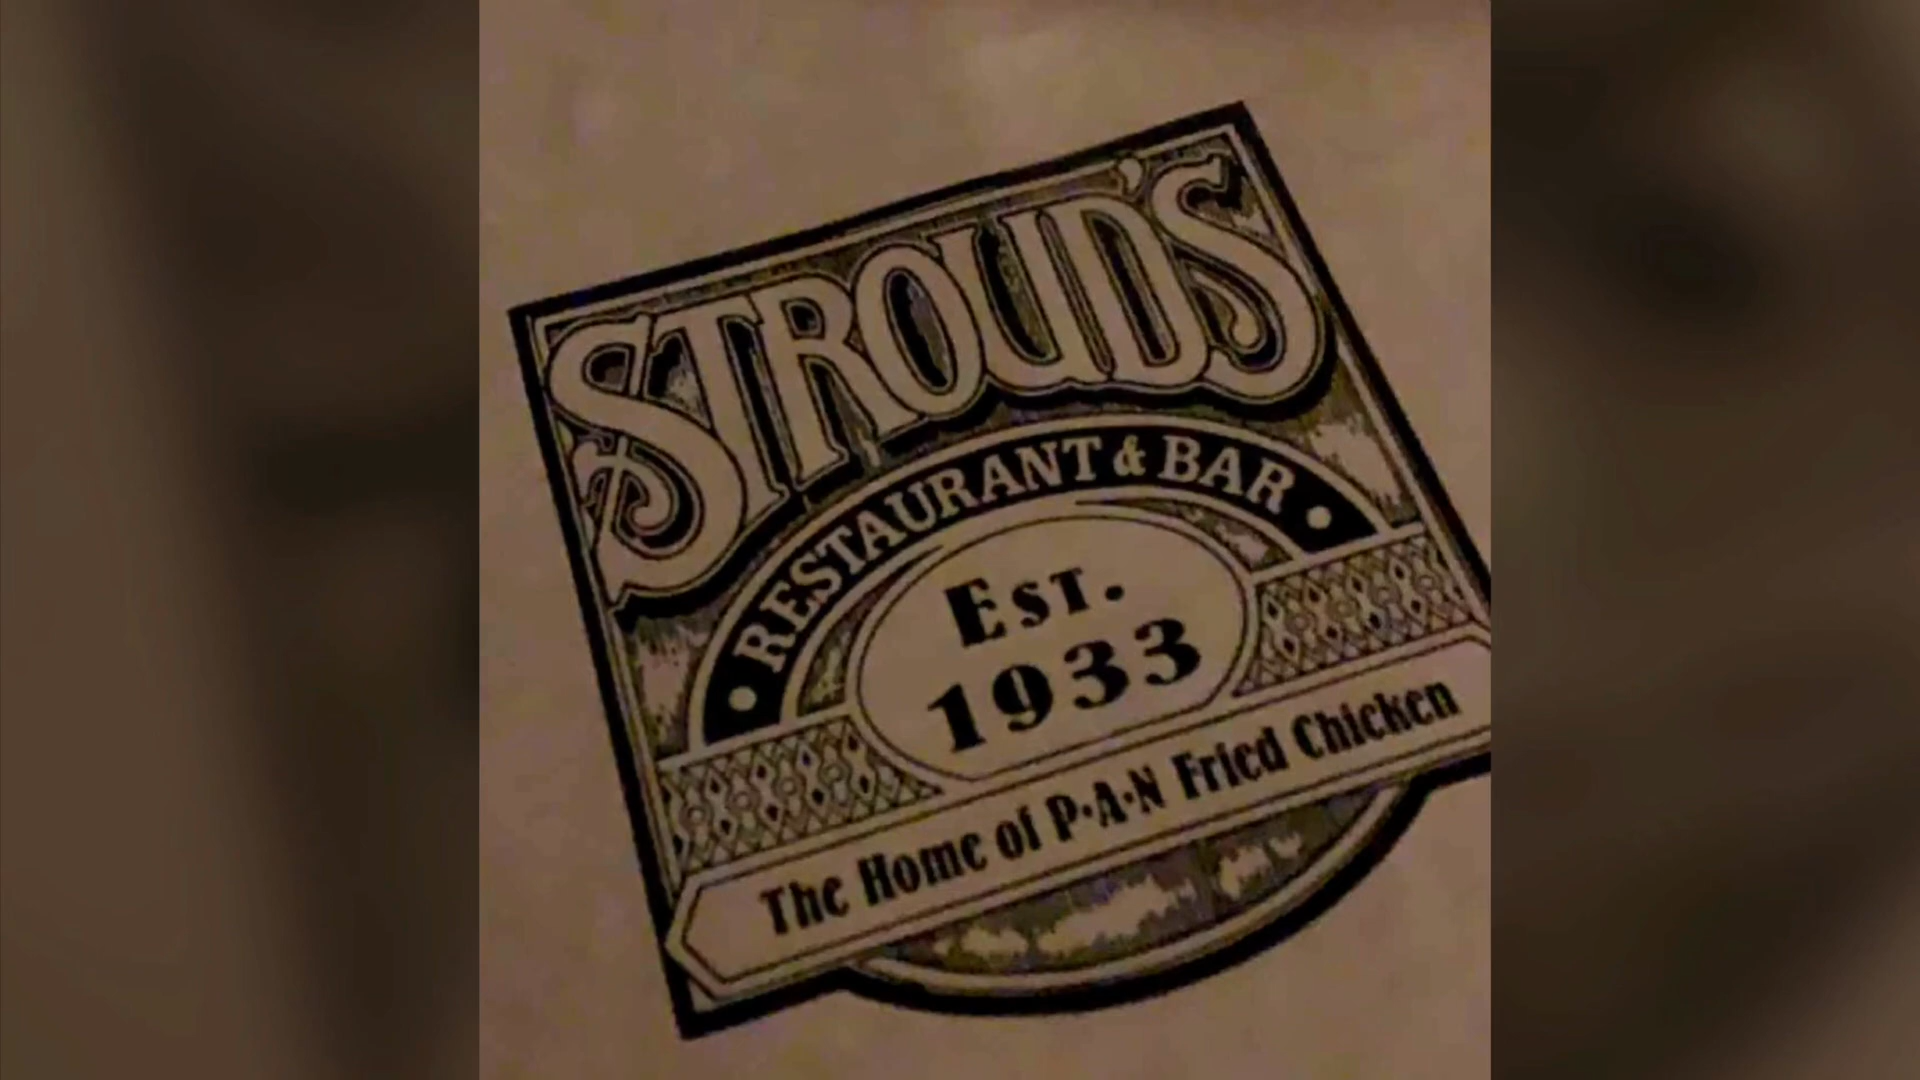 STROUD'S
RESTAURANT & BAR
EST.
1933
The Home of P·A·N Fried Chicken